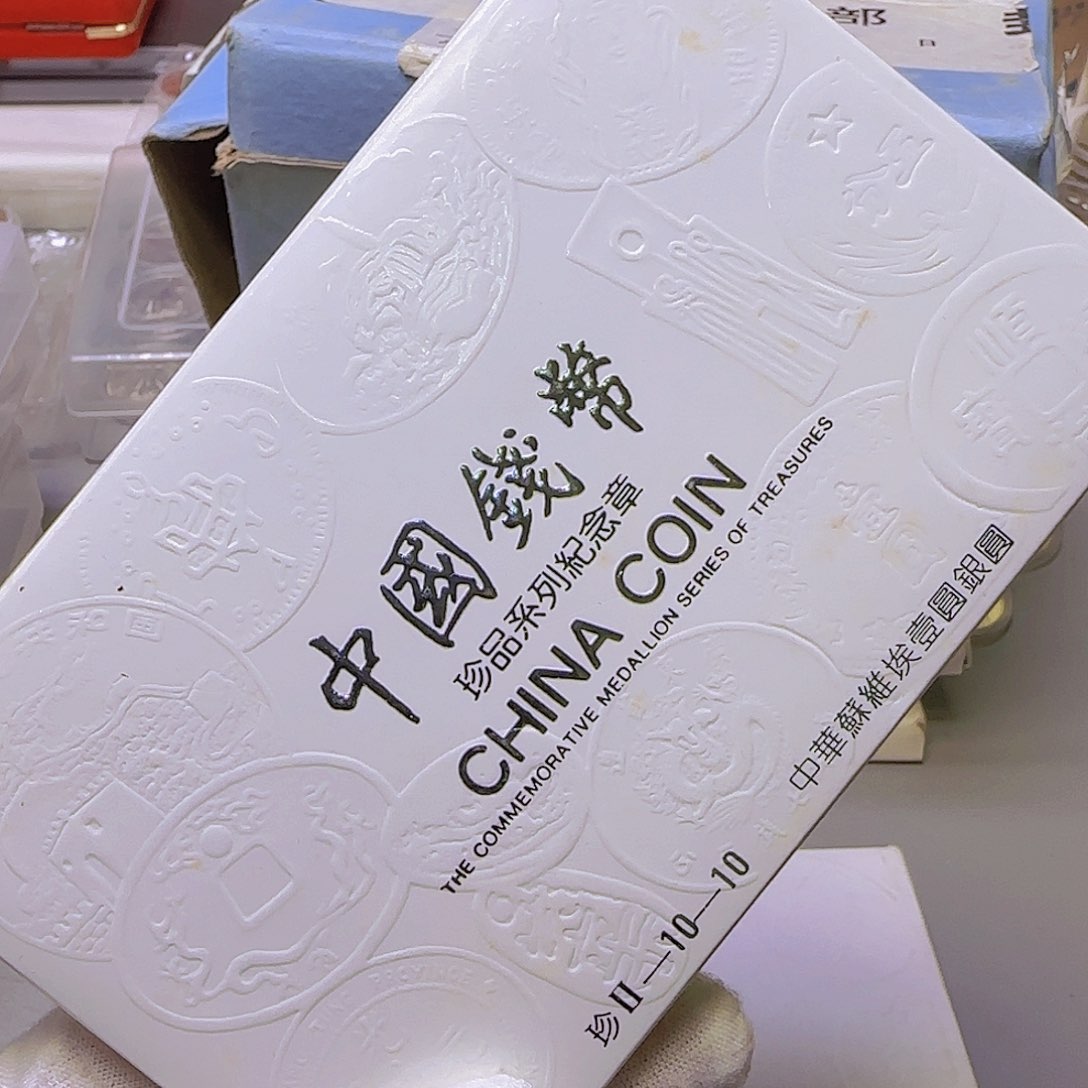 中國錢幣
珍品系列紀念章
CHINA COIN
THE COMMEMORATIVE MEDALLION SERIES OF TREASURES
中華蘇維埃壹圓銀圓
珍Ⅱ—10—10
部